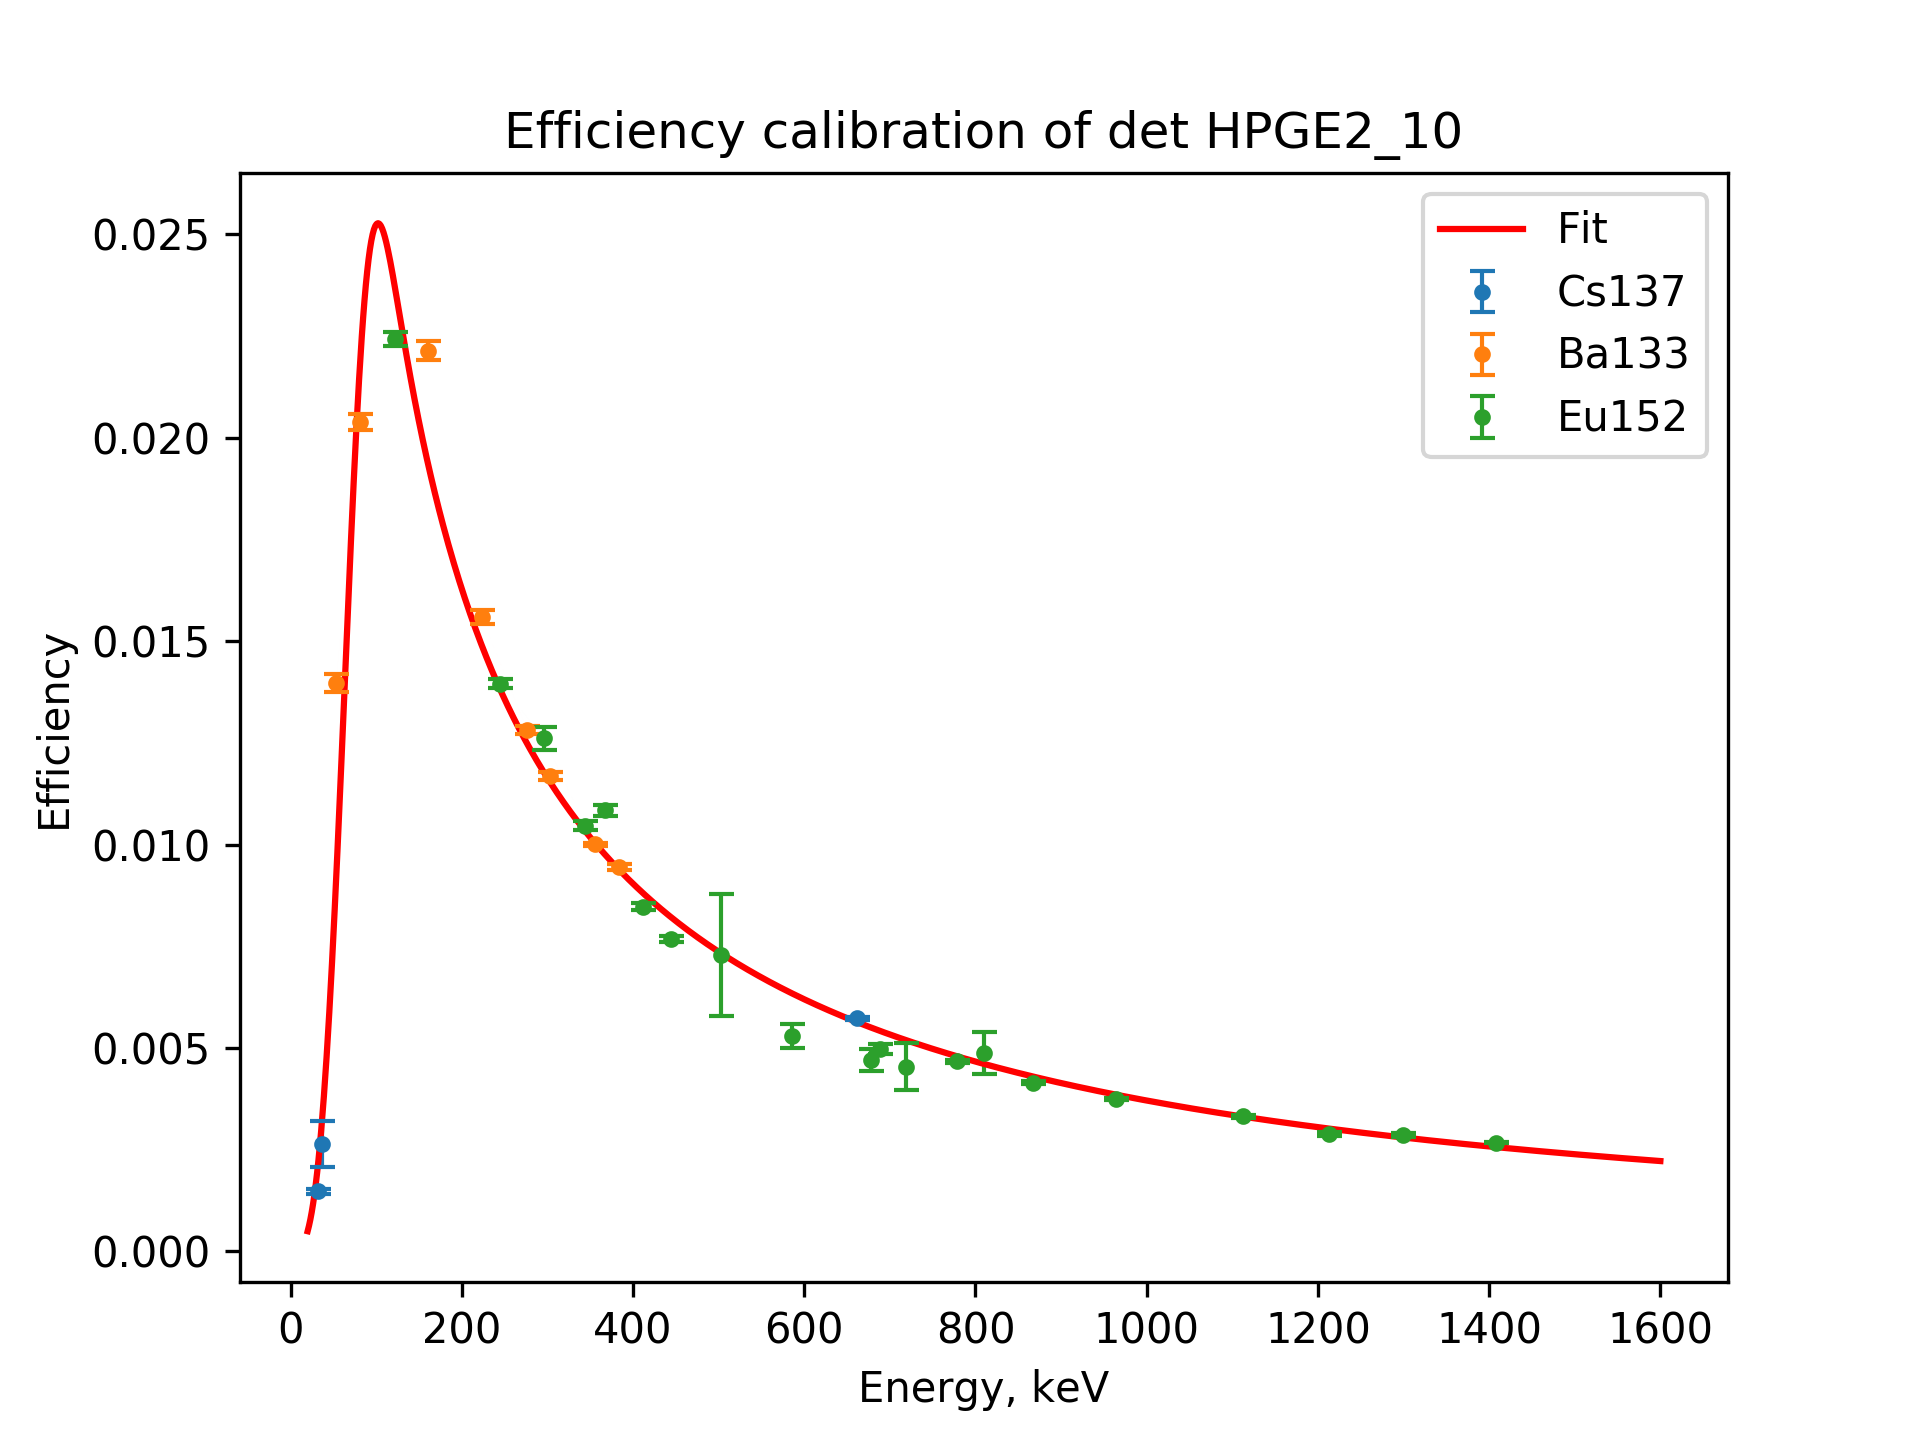 Efficiency calibration of det HPGE2_10
Fit
Cs137
Ba133
Eu152
0.025
0.020
0.015
0.010
0.005
0.000
Efficiency
0 200 400 600 800 1000 1200 1400 1600
Energy, keV